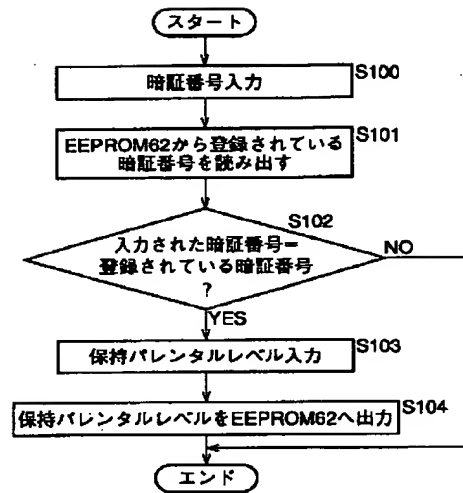 スタート
S100
暗証番号入力
S101
EEPROM62から登録されている
暗証番号を読み出す
S102
入力された暗証番号=
登録されている暗証番号
?
NO
YES
S103
保持パレンタルレベル入力
S104
保持パレンタルレベルをEEPROM62へ出力
エンド